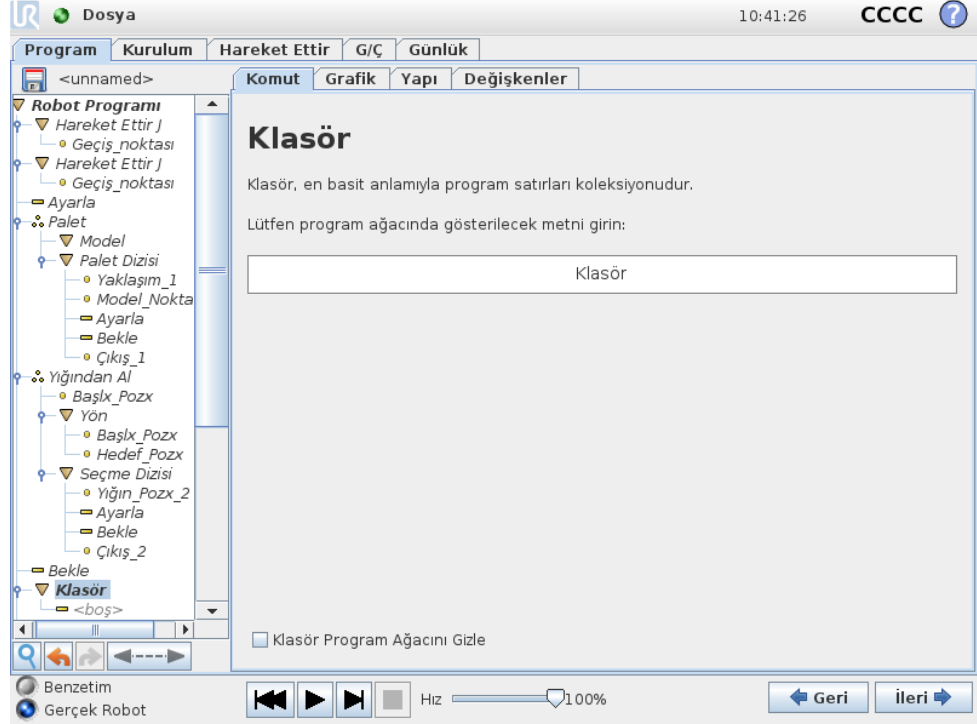 UR Dosya 10:41:26 CCCC ?
Program Kurulum Hareket Ettir G/Ç Günlük
<unnamed> Komut Grafik Yapı Değişkenler
Robot Programı
Hareket Ettir J
Geçiş_noktası
Hareket Ettir J
Geçiş_noktası
Ayarla
Palet
Model
Palet Dizisi
Yaklaşım_1
Model_Nokta
Ayarla
Bekle
Çıkış_1
Yığından Al
Başlx_Pozx
Yön
Başlx_Pozx
Hedef_Pozx
Seçme Dizisi
Yığın_Pozx_2
Ayarla
Bekle
Çıkış_2
Bekle
Klasör
<boş>
Klasör
Klasör, en basit anlamıyla program satırları koleksiyonudur.
Lütfen program ağacında gösterilecek metni girin:
Klasör
Klasör Program Ağacını Gizle
Benzetim
Gerçek Robot
Hız 100%
Geri İleri